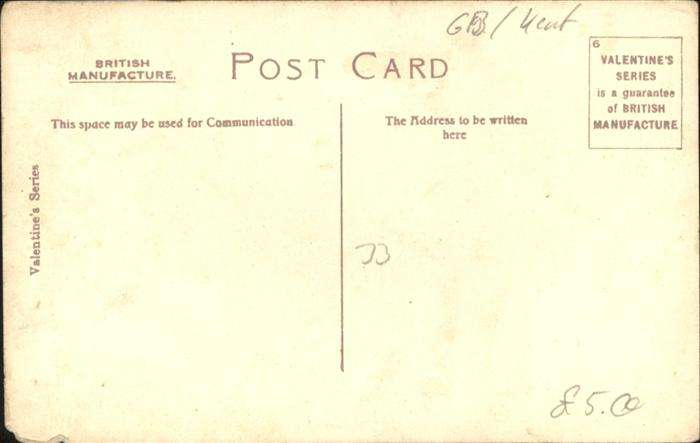 GB / Kent
BRITISH
MANUFACTURE.
POST CARD
6
VALENTINE'S
SERIES
is a guarantee
of BRITISH
MANUFACTURE
This space may be used for Communication
The Address to be written
here
Valentine's Series
33
£5.00